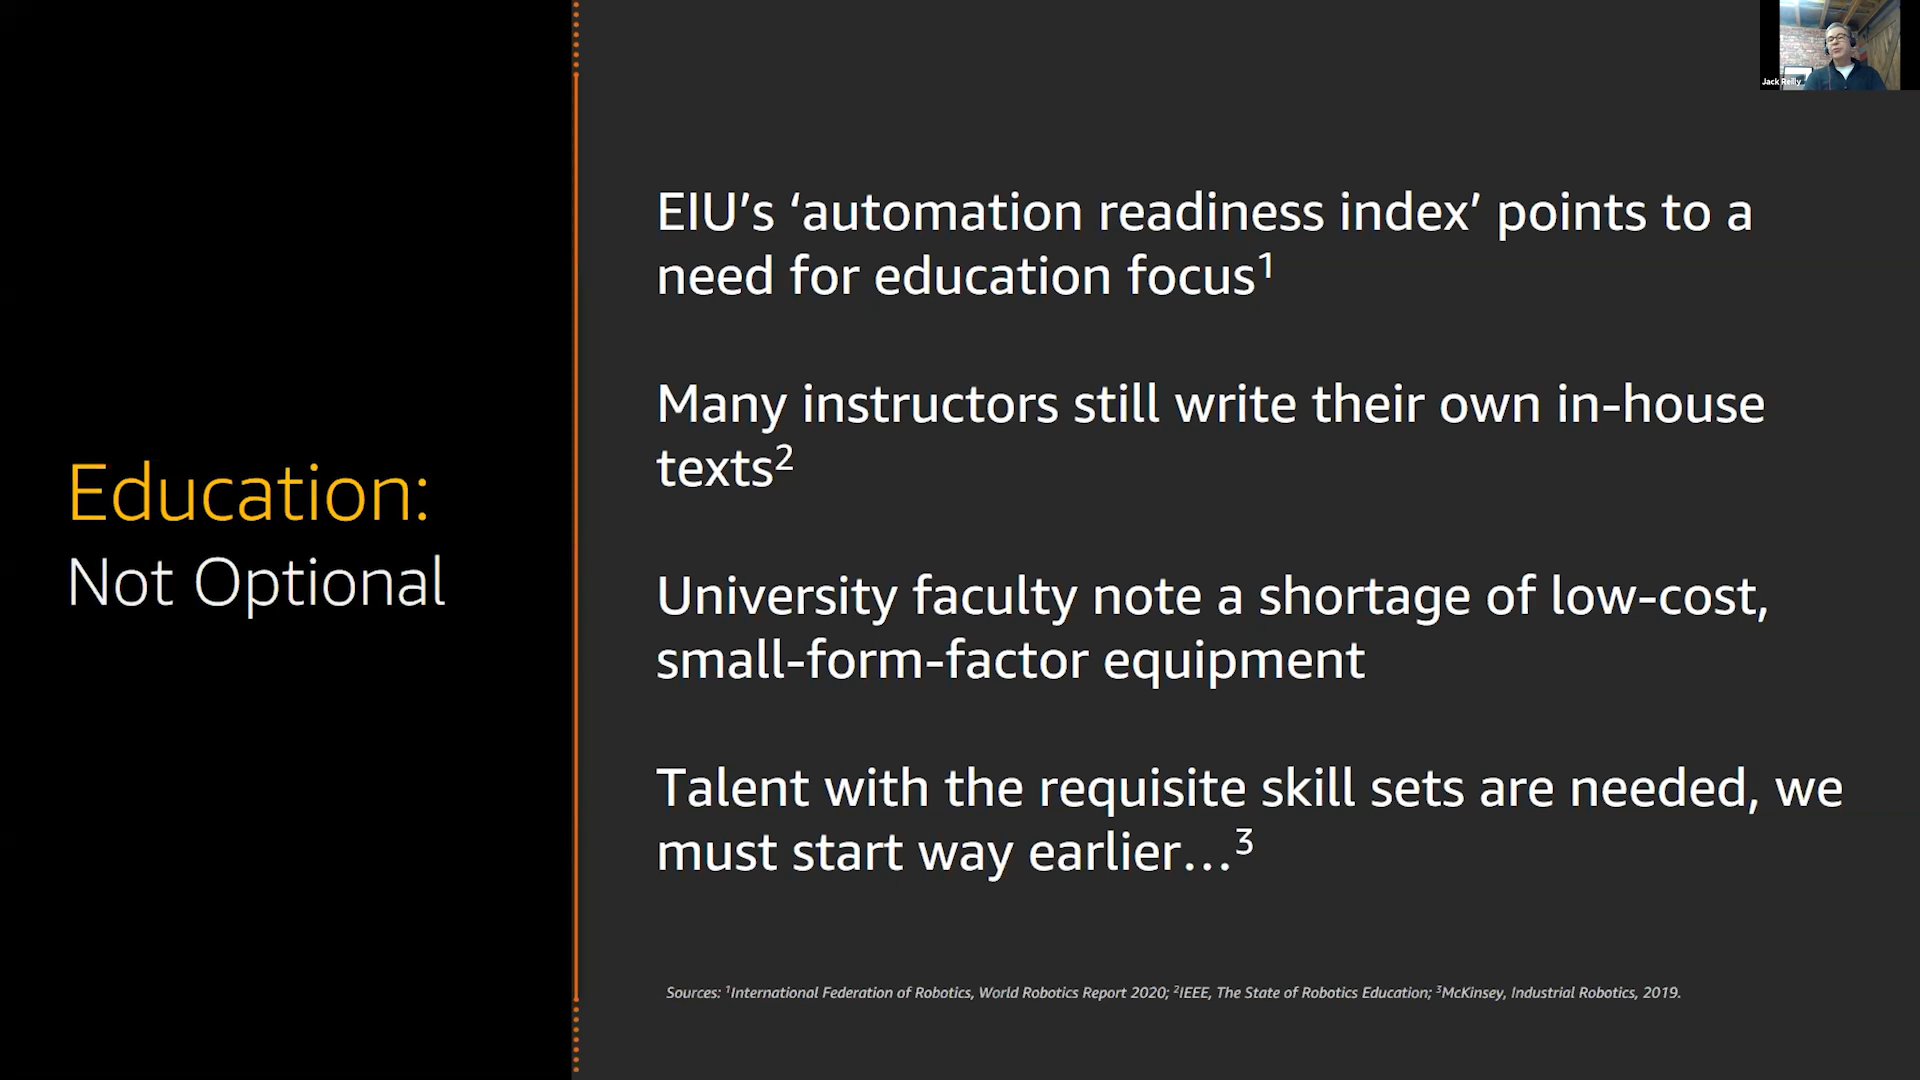 Jack Reilly
Education:
Not Optional
EIU’s ‘automation readiness index’ points to a
need for education focus¹
Many instructors still write their own in-house
texts²
University faculty note a shortage of low-cost,
small-form-factor equipment
Talent with the requisite skill sets are needed, we
must start way earlier…³
Sources: ¹International Federation of Robotics, World Robotics Report 2020; ²IEEE, The State of Robotics Education; ³McKinsey, Industrial Robotics, 2019.